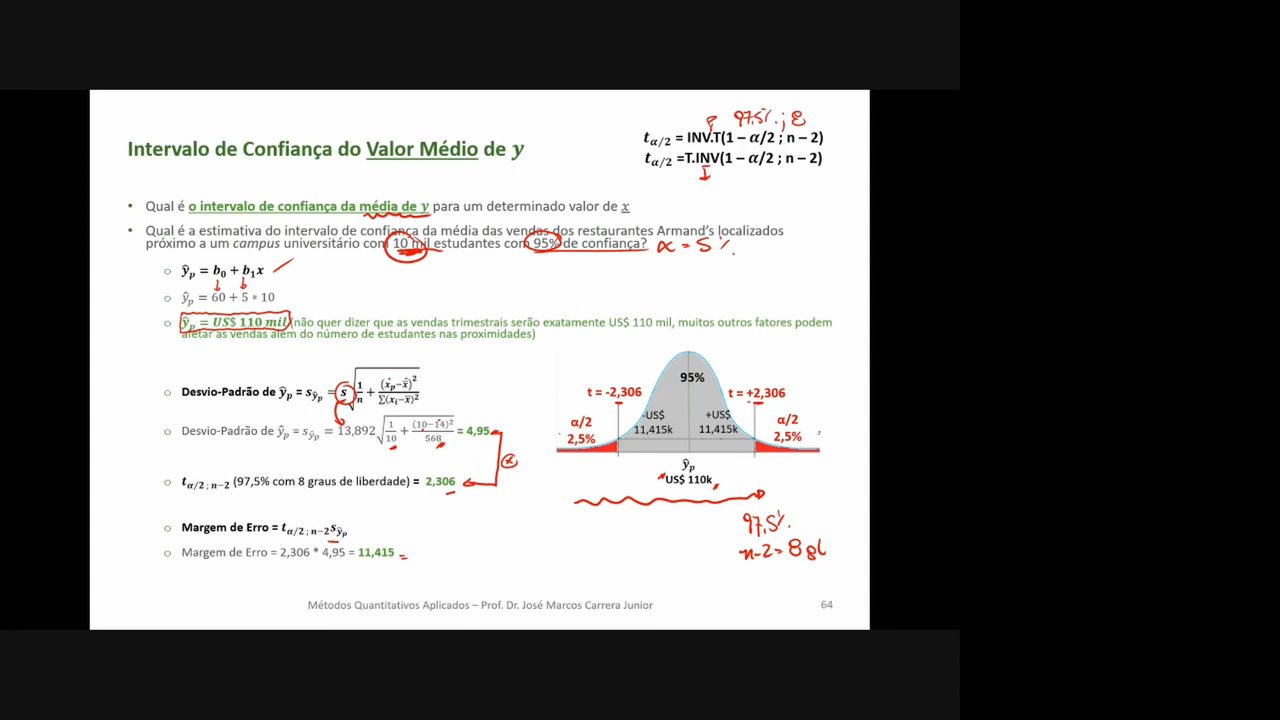 97,5% ; 8
t α/2 = INV.T(1 – α/2 ; n – 2)
t α/2 =T.INV(1 – α/2 ; n – 2)
I
Intervalo de Confiança do Valor Médio de y
• Qual é o intervalo de confiança da média de y para um determinado valor de x
• Qual é a estimativa do intervalo de confiança da média das vendas dos restaurantes Armand's localizados
próximo a um campus universitário com 10 mil estudantes com 95% de confiança? α = 5%.
○ ŷp = b0 + b1x
○ ŷp = 60 + 5 * 10
○ ŷp = US$ 110 mil (não quer dizer que as vendas trimestrais serão exatamente US$ 110 mil, muitos outros fatores podem
afetar as vendas além do número de estudantes nas proximidades)
○ Desvio-Padrão de ŷp = sŷp = s√(1/n + (xp–x̄)²/Σ(xi–x̄)²)
○ Desvio-Padrão de ŷp = sŷp = 13,892√(1/10 + (10–14)²/568) = 4,95
○ tα/2 ; n–2 (97,5% com 8 graus de liberdade) = 2,306
○ Margem de Erro = tα/2 ; n–2sŷp
○ Margem de Erro = 2,306 * 4,95 = 11,415
95%
t = -2,306
t = +2,306
-US$
11,415k
+US$
11,415k
α/2
2,5%
α/2
2,5%
ŷp
US$ 110k
97,5%.
n-2 = 8 gl
Métodos Quantitativos Aplicados – Prof. Dr. José Marcos Carrera Junior
64